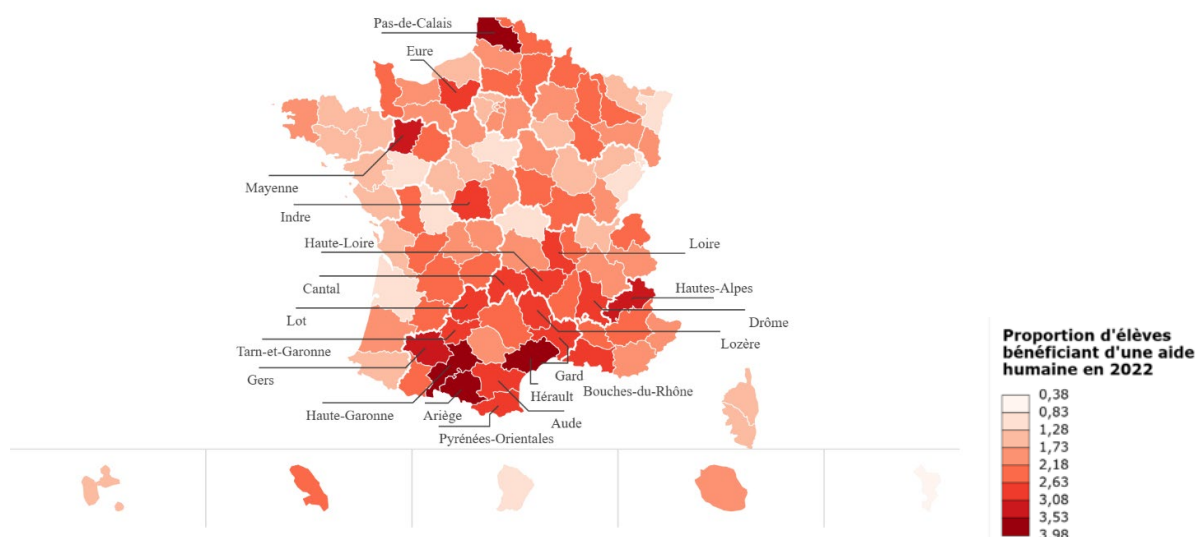 Pas-de-Calais
Eure
Mayenne
Indre
Haute-Loire
Loire
Cantal
Hautes-Alpes
Lot
Drôme
Tarn-et-Garonne
Lozère
Gers
Gard
Bouches-du-Rhône
Hérault
Haute-Garonne
Ariège
Aude
Pyrénées-Orientales
Proportion d'élèves
bénéficiant d'une aide
humaine en 2022
0,38
0,83
1,28
1,73
2,18
2,63
3,08
3,53
3,98